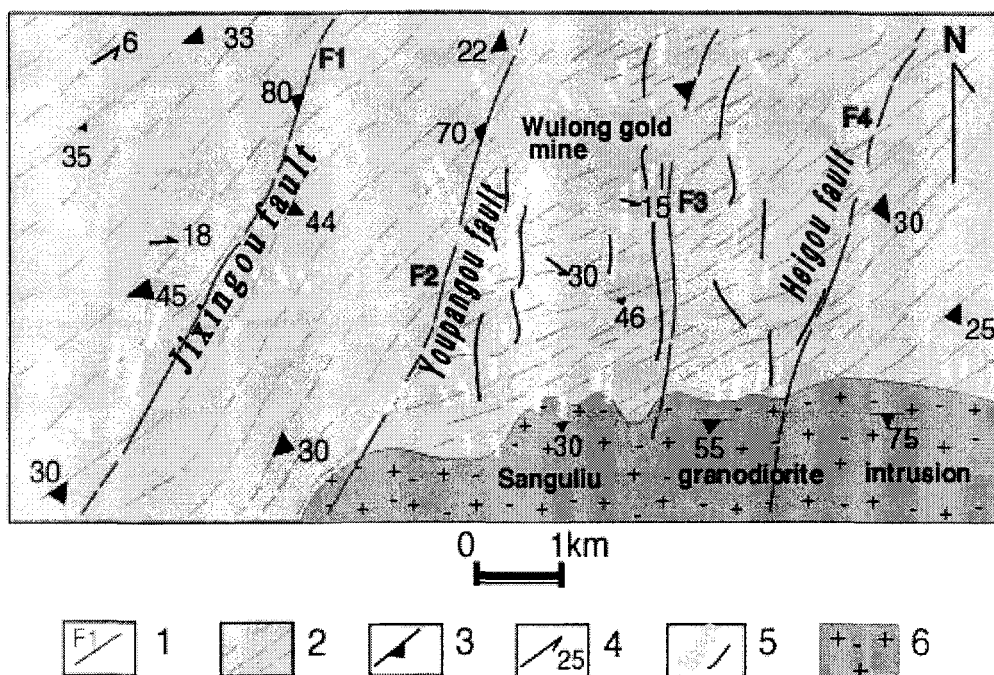 6
33
F1
22
N
80
70
Wulong gold
mine
F4
35
Jixingou fault
44
18
45
F2
Youpangou fault
15
F3
30
46
Heigou fault
30
25
30
30
30
55
75
Sanguliu
granodiorite
intrusion
0 1km
F1 1
2
3
25 4
5
6